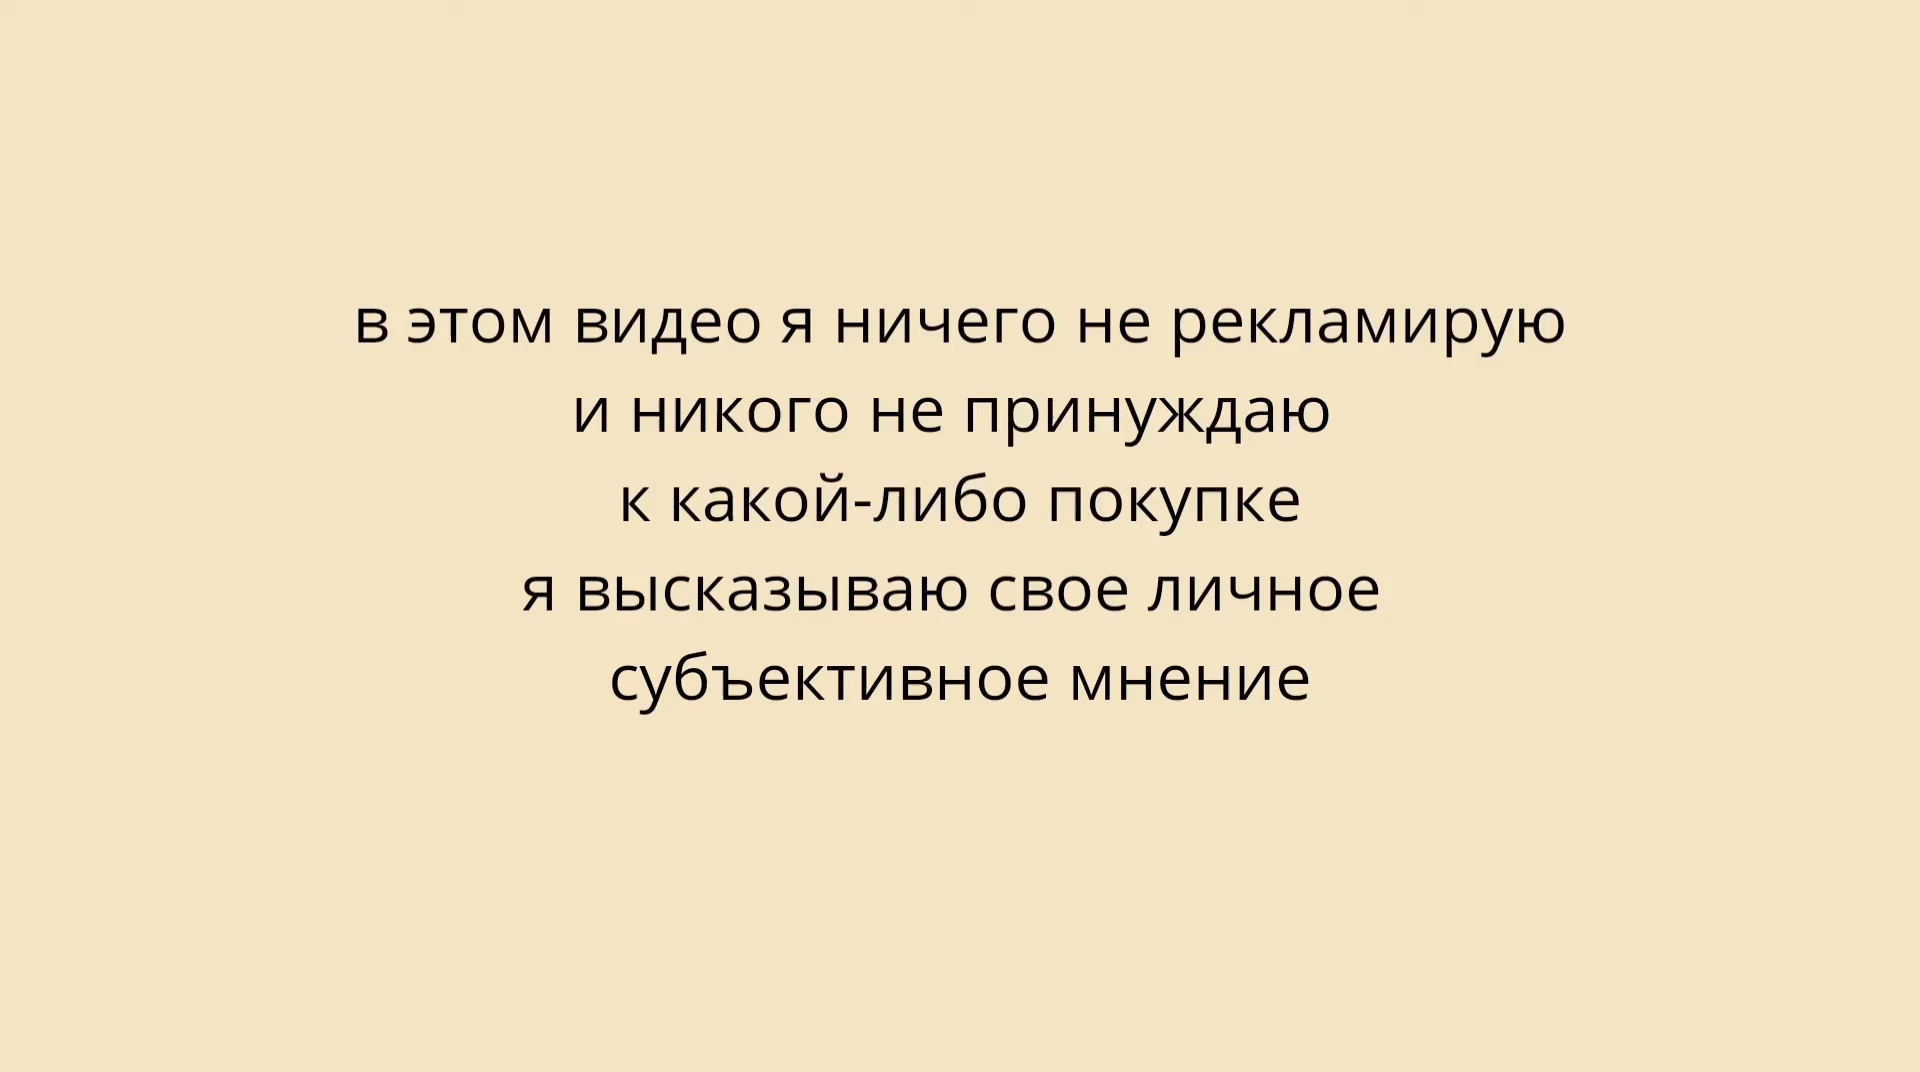 в этом видео я ничего не рекламирую
и никого не принуждаю
к какой-либо покупке
я высказываю свое личное
субъективное мнение